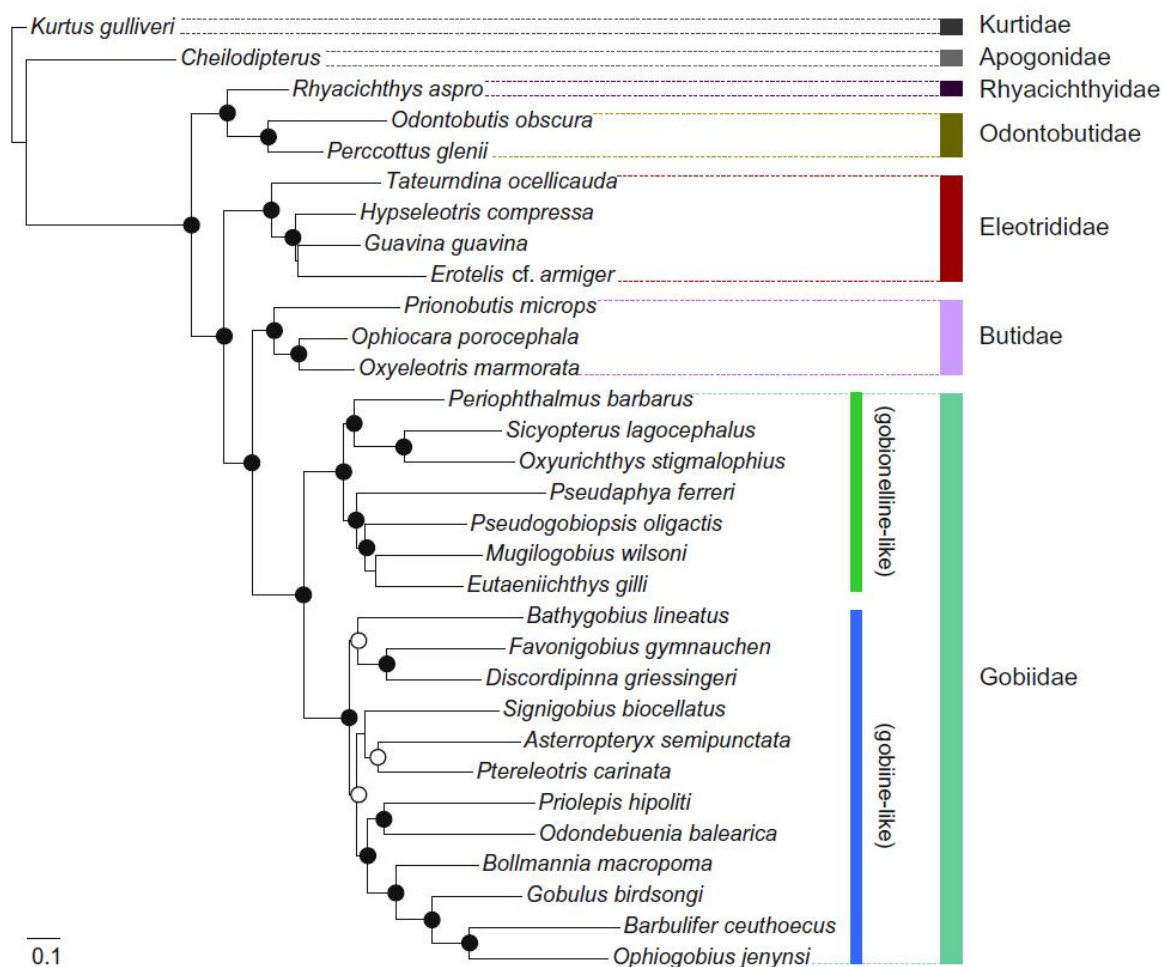 Kurtus gulliveri
Kurtidae
Cheilodipterus
Apogonidae
Rhyacichthys aspro
Rhyacichthyidae
Odontobutis obscura
Odontobutidae
Perccottus glenii
Tateurndina ocellicauda
Hypseleotris compressa
Eleotrididae
Guavina guavina
Erotelis cf. armiger
Prionobutis microps
Ophiocara porocephala
Butidae
Oxyeleotris marmorata
Periophthalmus barbarus
Sicyopterus lagocephalus
Oxyurichthys stigmalophius
(gobionelline-like)
Pseudaphya ferreri
Pseudogobiopsis oligactis
Mugilogobius wilsoni
Eutaeniichthys gilli
Bathygobius lineatus
Favonigobius gymnauchen
Discordipinna griessingeri
Gobiidae
Signigobius biocellatus
Asterropteryx semipunctata
(gobiine-like)
Ptereleotris carinata
Priolepis hipoliti
Odondebuenia balearica
Bollmannia macropoma
Gobulus birdsongi
Barbulifer ceuthoecus
Ophiogobius jenynsi
0.1